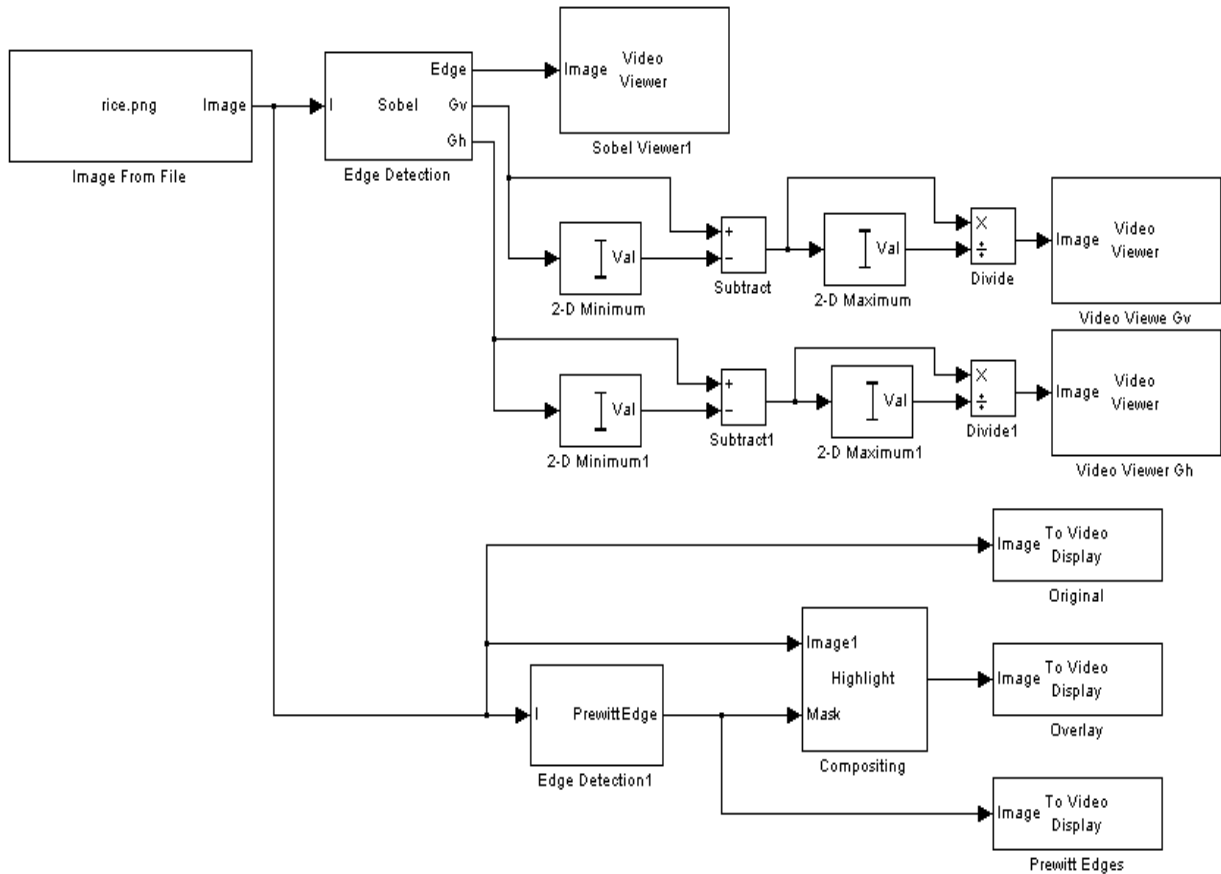 rice.png
Image
Image From File
I
Sobel
Edge
Gv
Gh
Edge Detection
Image
Video
Viewer
Sobel Viewer1
Val
2-D Minimum
+
−
Subtract
Val
2-D Maximum
×
÷
Divide
Image
Video
Viewer
Video Viewe Gv
Val
2-D Minimum1
+
−
Subtract1
Val
2-D Maximum1
×
÷
Divide1
Image
Video
Viewer
Video Viewer Gh
Image
To Video
Display
Original
I
PrewittEdge
Edge Detection1
Image1
Highlight
Mask
Compositing
Image
To Video
Display
Overlay
Image
To Video
Display
Prewitt Edges